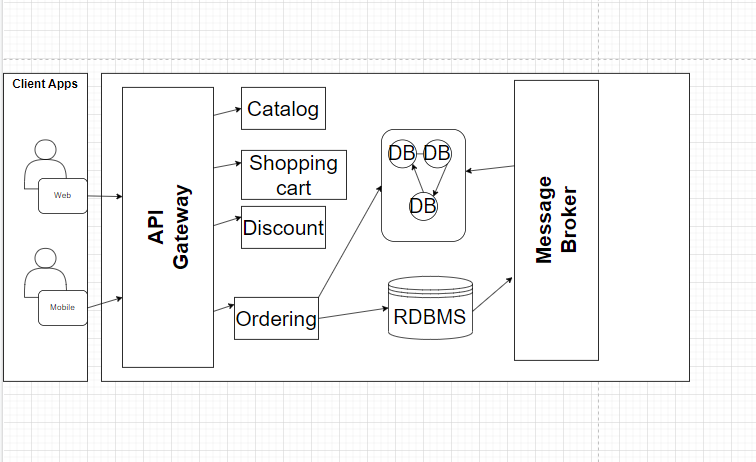 Client Apps
Web
Mobile
API
Gateway
Catalog
Shopping
cart
Discount
Ordering
DB DB
DB
RDBMS
Message
Broker